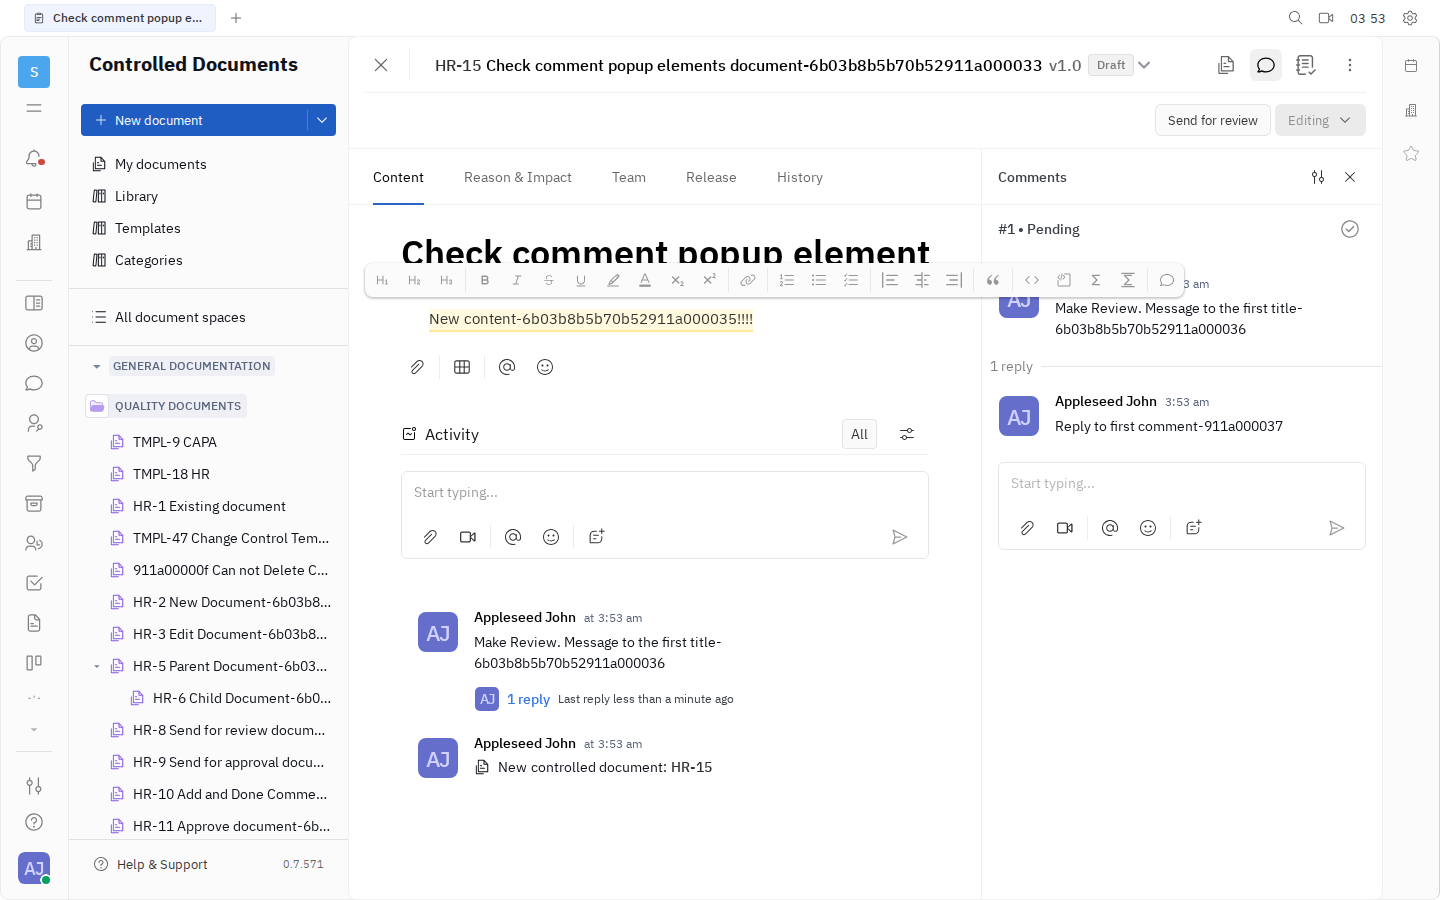 Check comment popup e...
03 53
S
Controlled Documents
New document
My documents
Library
Templates
Categories
All document spaces
GENERAL DOCUMENTATION
QUALITY DOCUMENTS
TMPL-9 CAPA
TMPL-18 HR
HR-1 Existing document
TMPL-47 Change Control Tem...
911a00000f Can not Delete C...
HR-2 New Document-6b03b8...
HR-3 Edit Document-6b03b8...
HR-5 Parent Document-6b03...
HR-6 Child Document-6b0...
HR-8 Send for review docum...
HR-9 Send for approval docu...
HR-10 Add and Done Comme...
HR-11 Approve document-6b...
Help & Support
0.7.571
AJ
HR-15 Check comment popup elements document-6b03b8b5b70b52911a000033 v1.0 Draft
Send for review
Editing
Content
Reason & Impact
Team
Release
History
Check comment popup element
H1 H2 H3 B I S U A X2 X2
New content-6b03b8b5b70b52911a000035!!!!
Activity
All
Start typing...
AJ
Appleseed John at 3:53 am
Make Review. Message to the first title-
6b03b8b5b70b52911a000036
AJ
1 reply Last reply less than a minute ago
AJ
Appleseed John at 3:53 am
New controlled document: HR-15
Comments
#1 • Pending
AJ
3 am
Make Review. Message to the first title-
6b03b8b5b70b52911a000036
1 reply
AJ
Appleseed John 3:53 am
Reply to first comment-911a000037
Start typing...